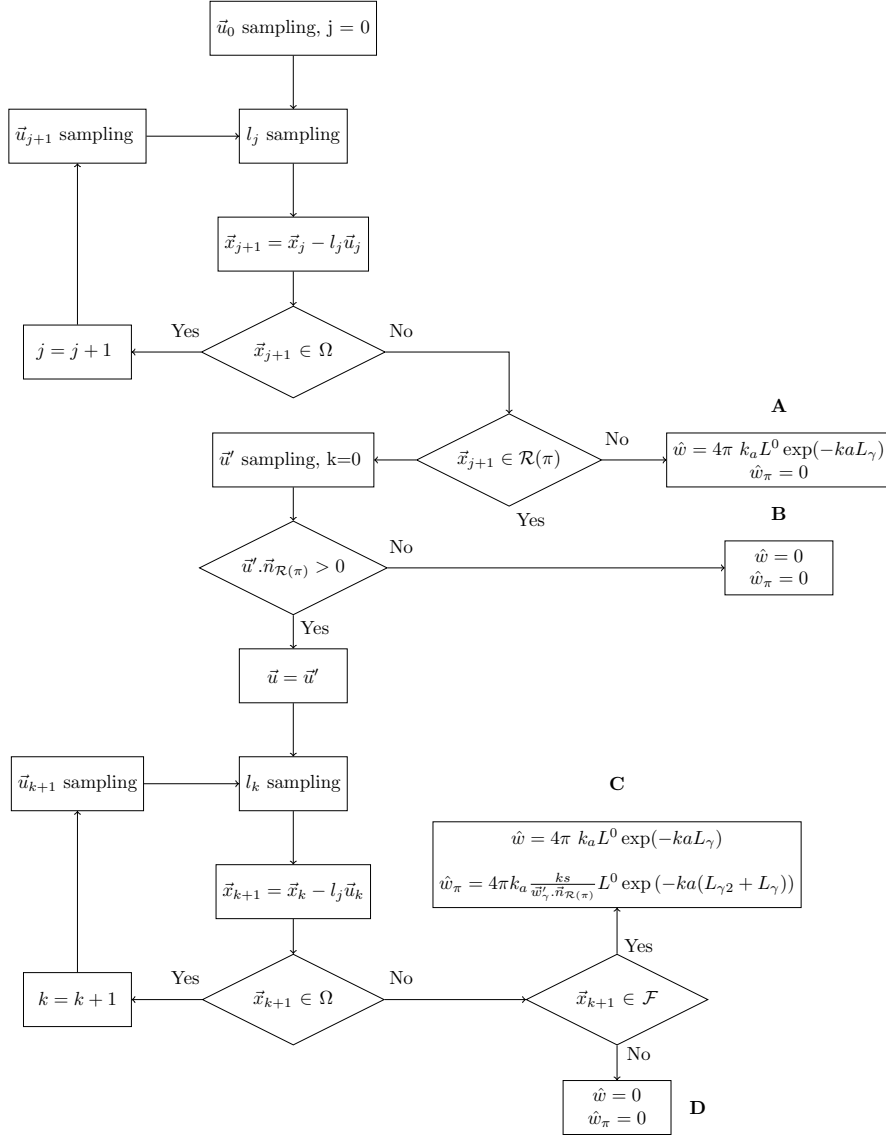 $\vec{u}_0$ sampling, j = 0
$\vec{u}_{j+1}$ sampling
$l_j$ sampling
$\vec{x}_{j+1} = \vec{x}_j - l_j\vec{u}_j$
Yes
No
$j = j + 1$
$\vec{x}_{j+1} \in \Omega$
A
$\vec{u}'$ sampling, k=0
$\vec{x}_{j+1} \in \mathcal{R}(\pi)$
No
$\hat{w} = 4\pi \ k_a L^0 \exp(-kaL_\gamma)$
$\hat{w}_\pi = 0$
Yes
B
$\vec{u}'.\vec{n}_{\mathcal{R}(\pi)} > 0$
No
$\hat{w} = 0$
$\hat{w}_\pi = 0$
Yes
$\vec{u} = \vec{u}'$
$\vec{u}_{k+1}$ sampling
$l_k$ sampling
C
$\hat{w} = 4\pi \ k_a L^0 \exp(-kaL_\gamma)$
$\hat{w}_\pi = 4\pi k_a \frac{ks}{\vec{w}'_\gamma.\vec{n}_{\mathcal{R}(\pi)}} L^0 \exp(-ka(L_{\gamma 2} + L_\gamma))$
$\vec{x}_{k+1} = \vec{x}_k - l_j\vec{u}_k$
Yes
No
Yes
$k = k + 1$
$\vec{x}_{k+1} \in \Omega$
$\vec{x}_{k+1} \in \mathcal{F}$
No
$\hat{w} = 0$
$\hat{w}_\pi = 0$
D